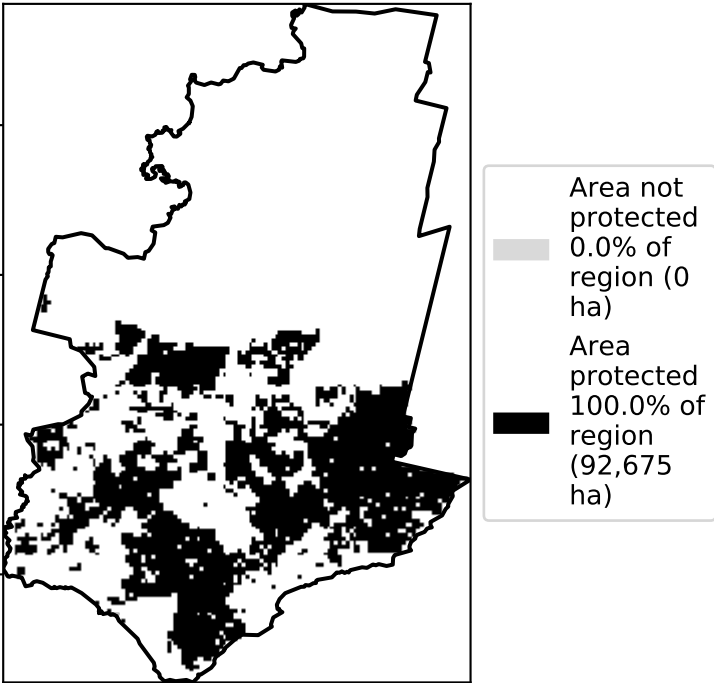 Area not
protected
0.0% of
region (0
ha)
Area
protected
100.0% of
region
(92,675
ha)